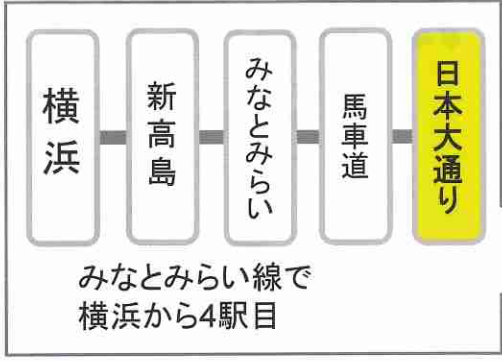 横浜
新高島
みなとみらい
馬車道
日本大通り
みなとみらい線で
横浜から4駅目